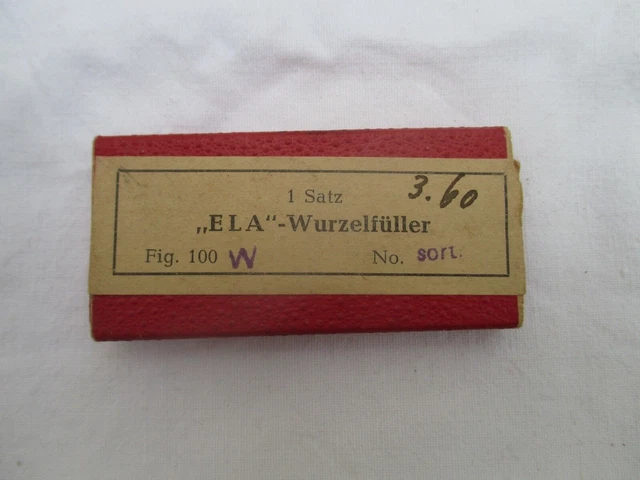 1 Satz 3.60
„ELA“-Wurzelfüller
Fig. 100 W No. sort.